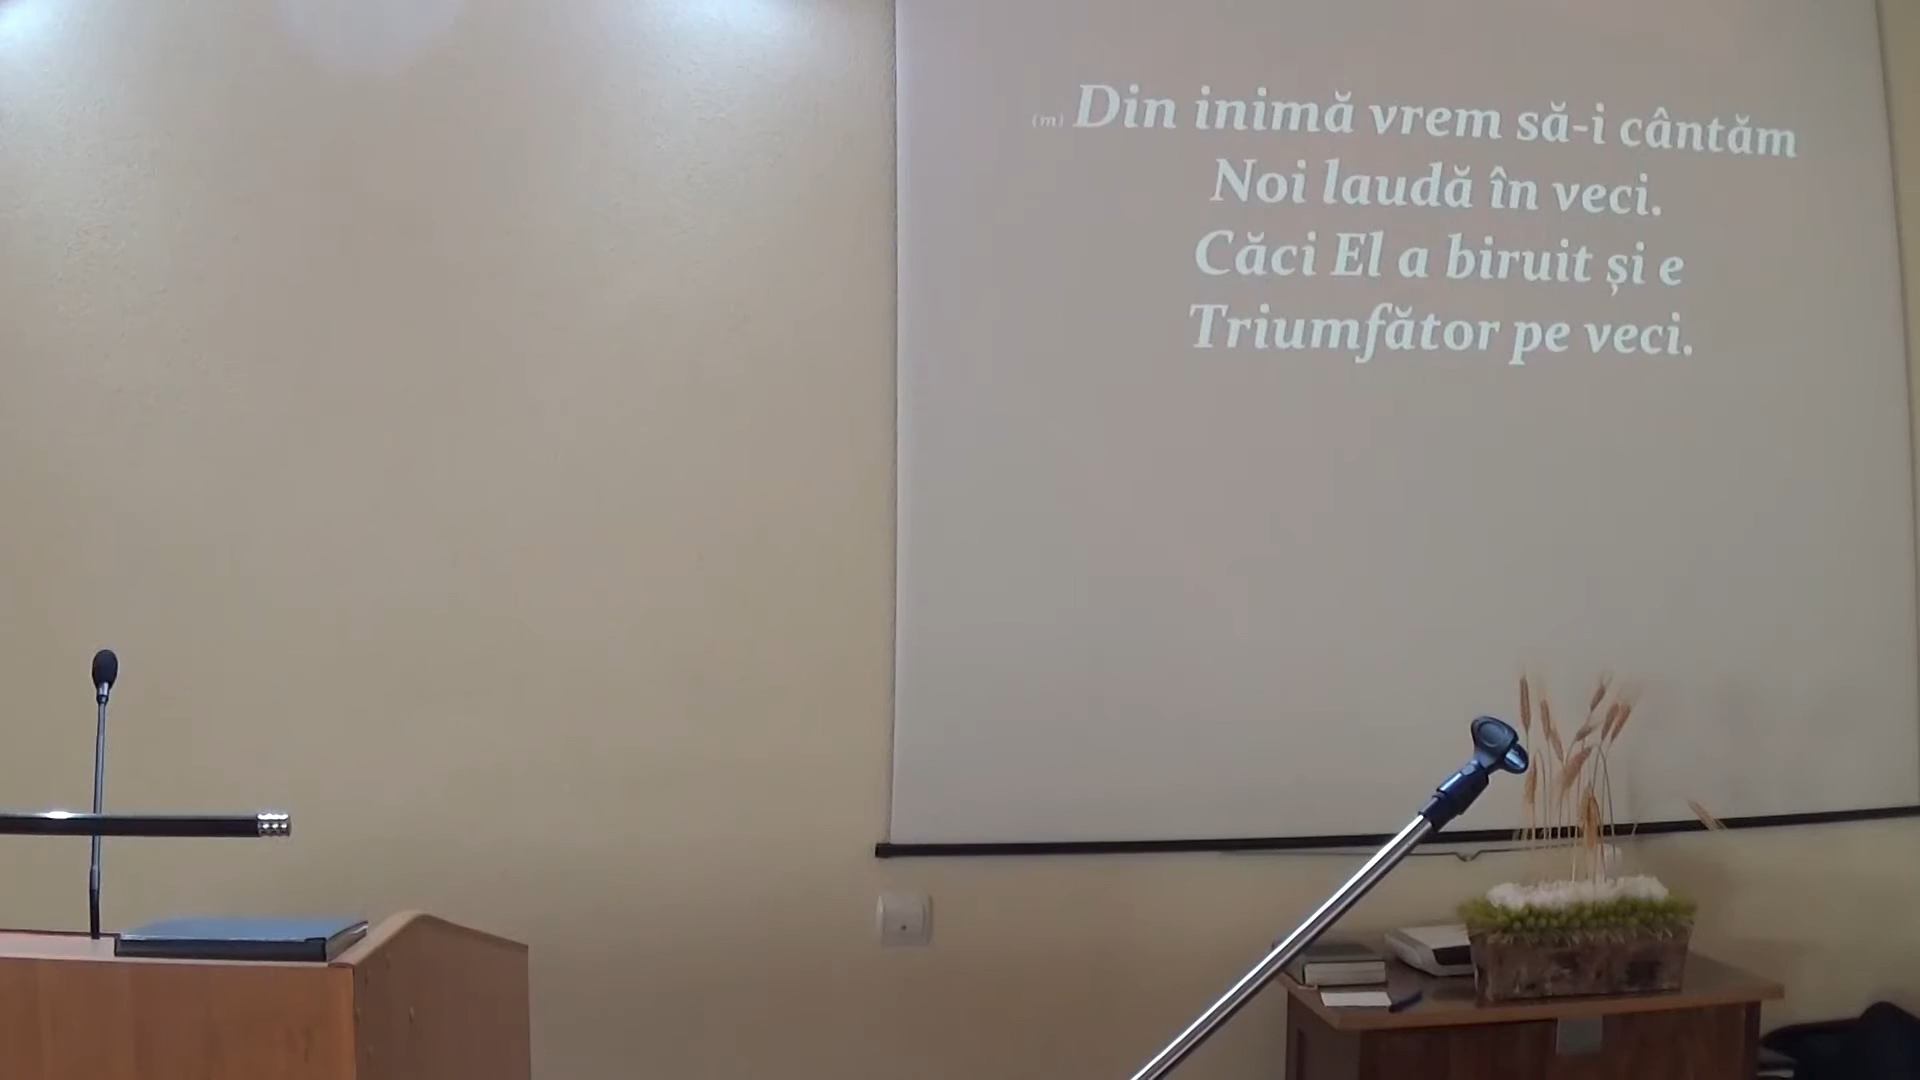 (m) Din inimă vrem să-i cântăm
Noi laudă în veci.
Căci El a biruit și e
Triumfător pe veci.